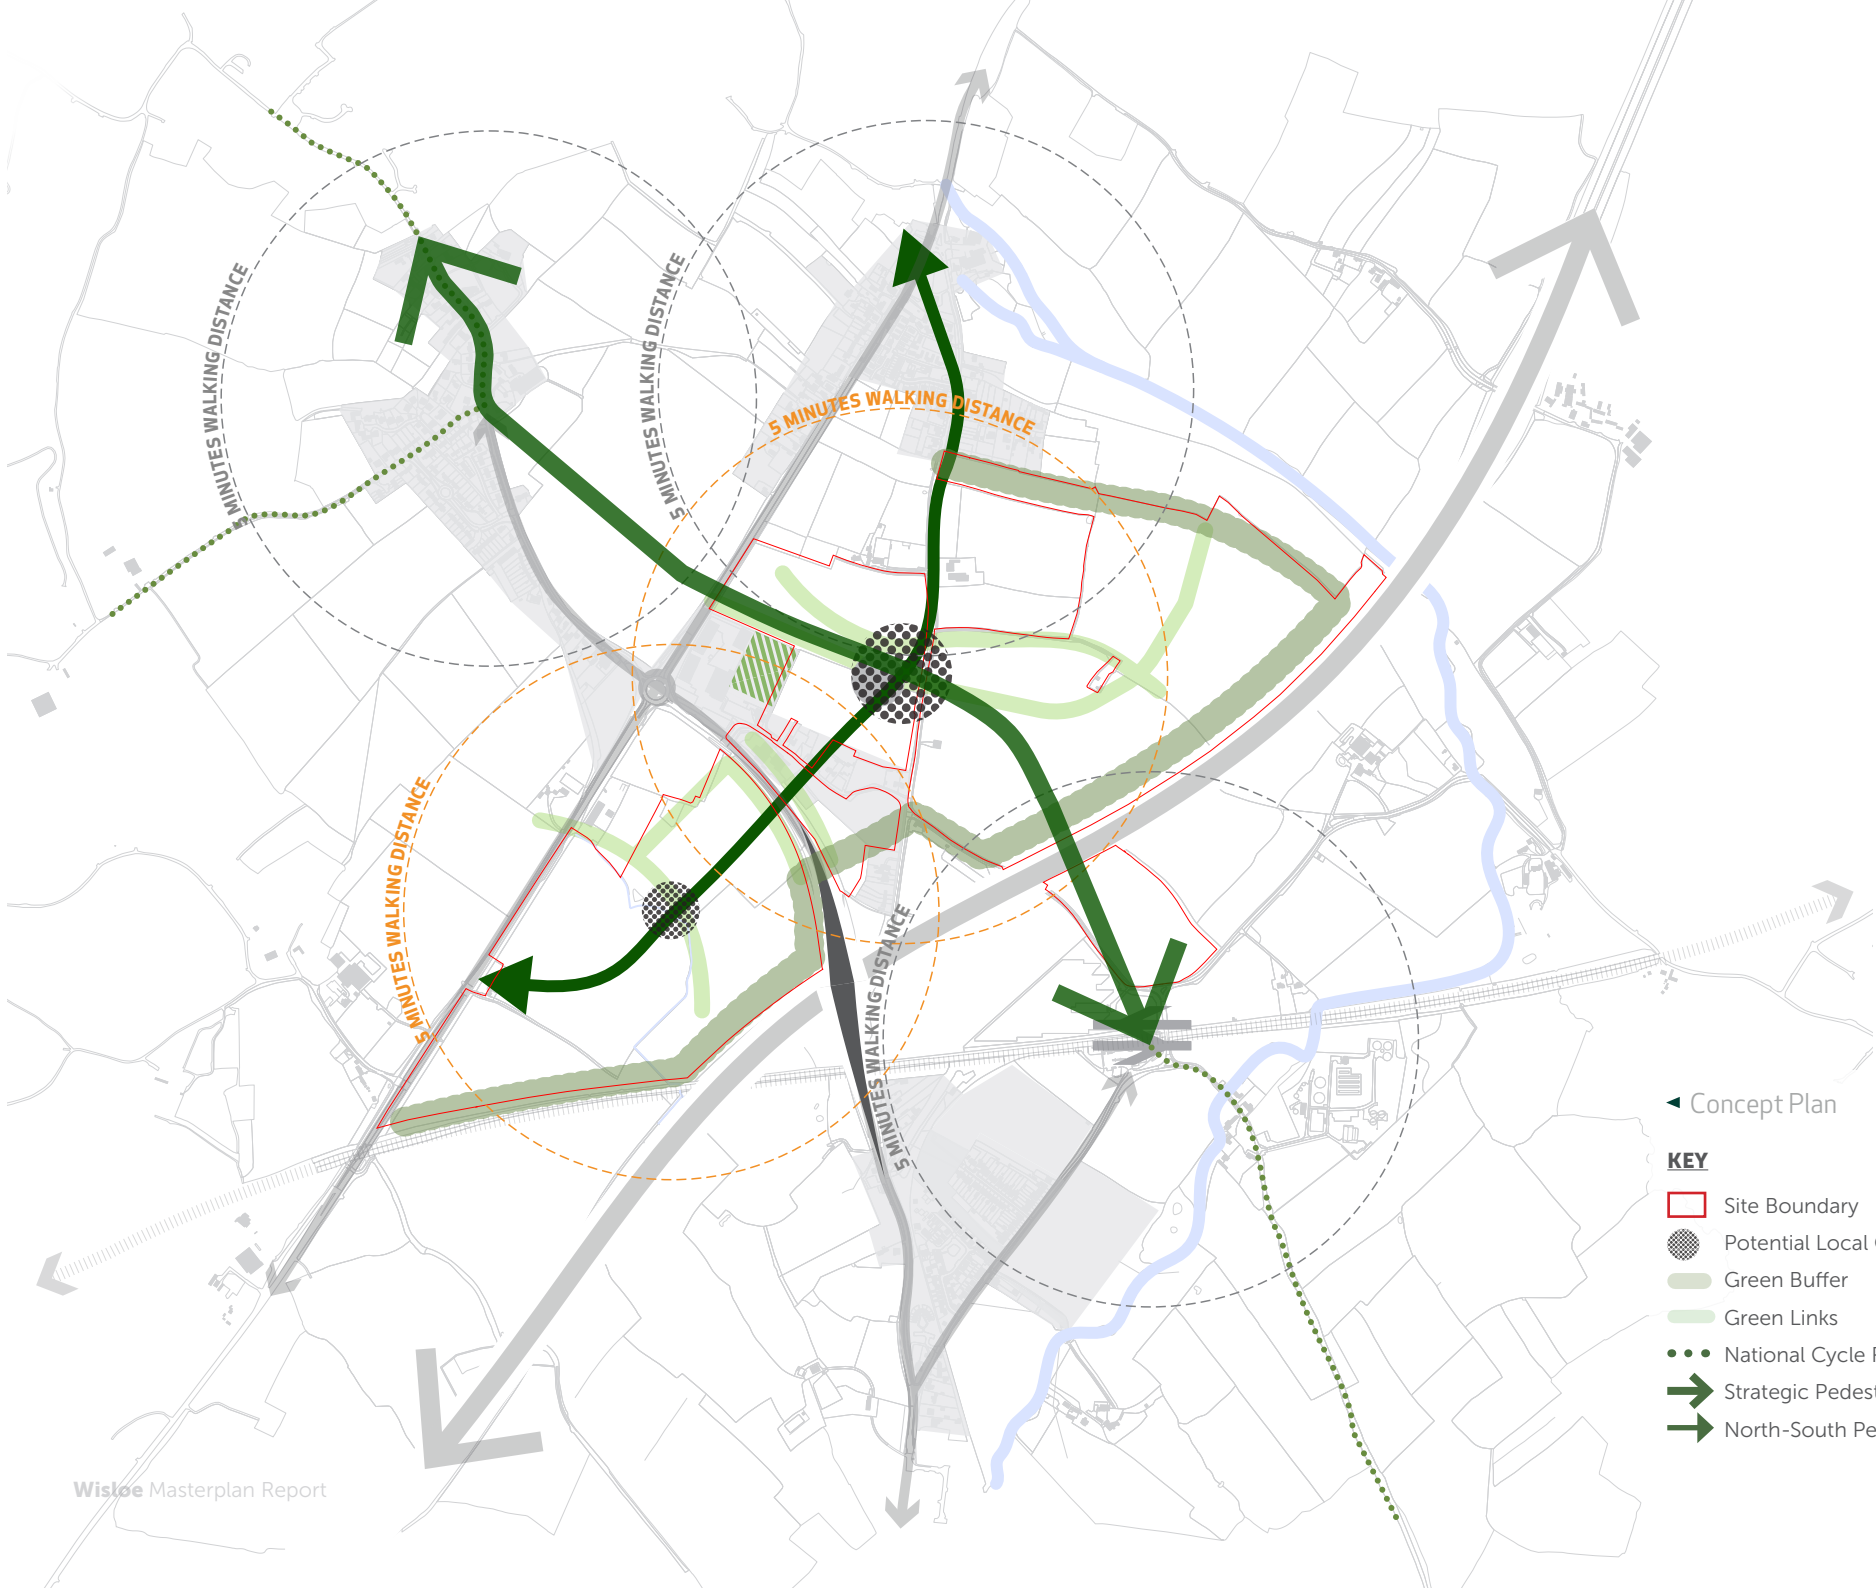 5 MINUTES WALKING DISTANCE
5 MINUTES WALKING DISTANCE
5 MINUTES WALKING DISTANCE
5 MINUTES WALKING DISTANCE
5 MINUTES WALKING DISTANCE
Concept Plan
KEY
Site Boundary
Potential Local
Green Buffer
Green Links
National Cycle
Strategic
North-South
Wisloe Masterplan Report